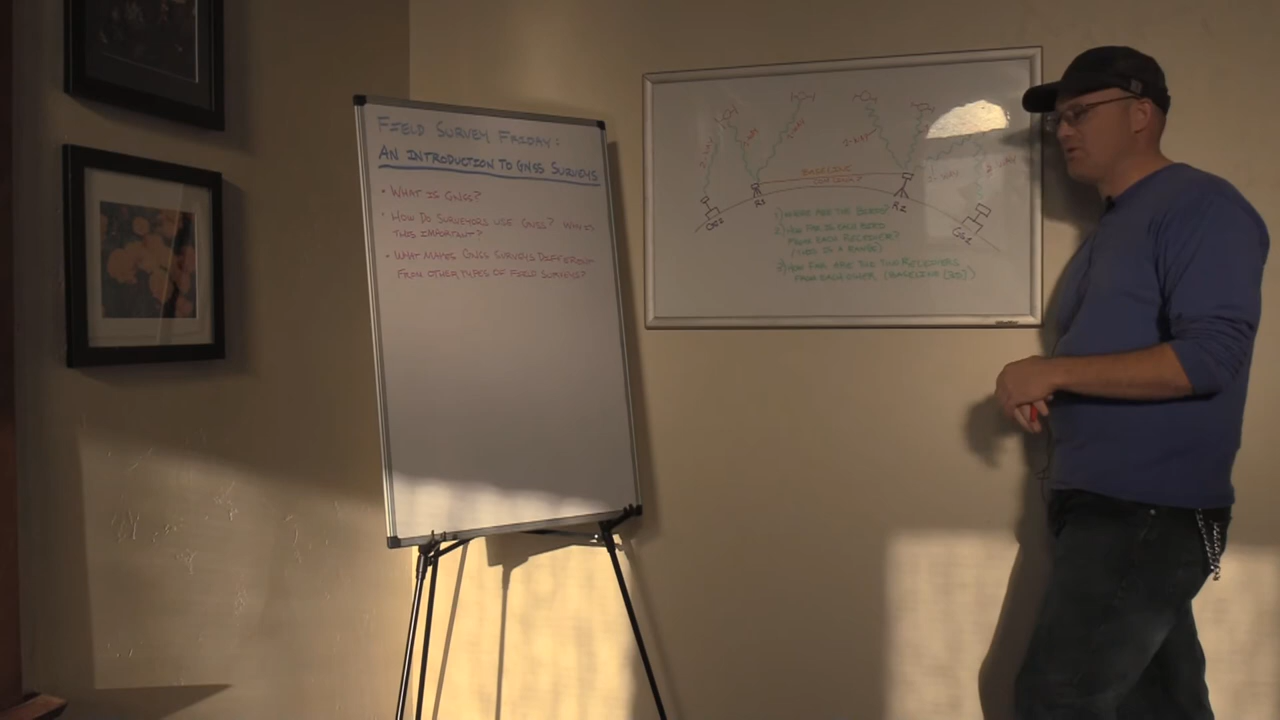 FIELD SURVEY FRIDAY:
AN INTRODUCTION TO GNSS SURVEYS
• WHAT IS GNSS?
• HOW DO SURVEYORS USE GNSS? WHY IS
THIS IMPORTANT?
• WHAT MAKES GNSS SURVEYS DIFFERENT
FROM OTHER TYPES OF FIELD SURVEYS?
BASELINE
R1
R2
GS2
1) WHERE ARE THE BIRDS?
2) HOW FAR IS EACH BIRD
FROM EACH RECEIVER?
(THIS IS A RANGE)
3) HOW FAR ARE THE TWO RECEIVERS
FROM EACH OTHER (BASELINE (3D))